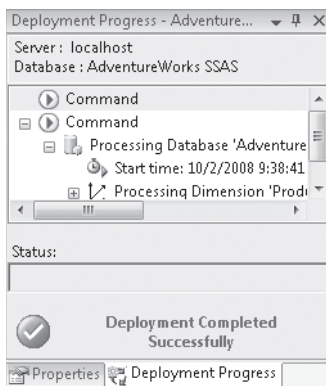 Deployment Progress - Adventure...
Server : localhost
Database : AdventureWorks SSAS
Command
Command
Processing Database 'Adventure
Start time: 10/2/2008 9:38:41
Processing Dimension 'Produ
Status:
Deployment Completed
Successfully
Properties Deployment Progress